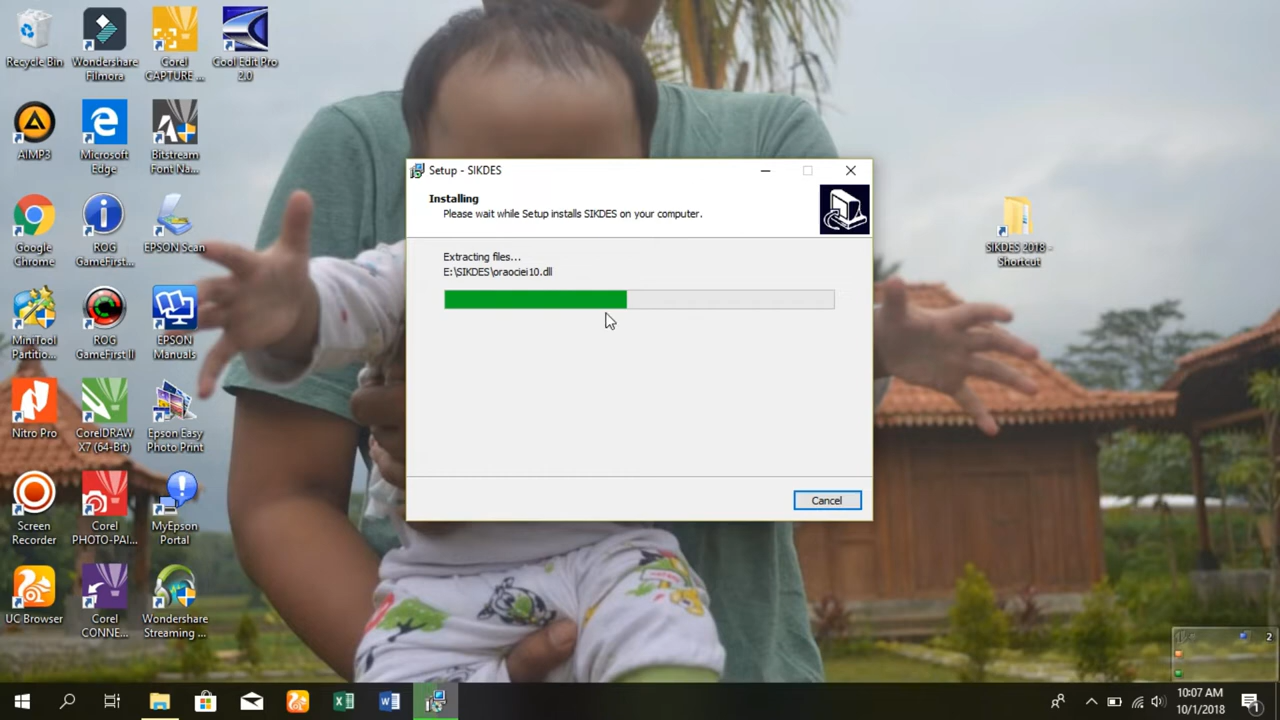 Recycle Bin
Wondershare
Filmora
Corel
CAPTURE ...
Cool Edit Pro
2.0
AIMP3
Microsoft
Edge
Bitstream
Font Na...
Google
Chrome
ROG
GameFirst...
EPSON Scan
MiniTool
Partitio...
ROG
GameFirst II
EPSON
Manuals
Nitro Pro
CorelDRAW
X7 (64-Bit)
Epson Easy
Photo Print
Screen
Recorder
Corel
PHOTO-PAI...
MyEpson
Portal
UC Browser
Corel
CONNE...
Wondershare
Streaming ...
Setup - SIKDES
Installing
Please wait while Setup installs SIKDES on your computer.
Extracting files...
E:\SIKDES\oraociei10.dll
Cancel
SIKDES 2018 -
Shortcut
2
10:07 AM
10/1/2018
1